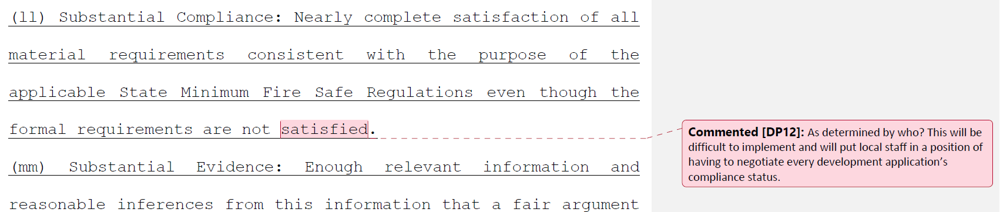 (ll) Substantial Compliance: Nearly complete satisfaction of all
material requirements consistent with the purpose of the
applicable State Minimum Fire Safe Regulations even though the
formal requirements are not satisfied.
(mm) Substantial Evidence: Enough relevant information and
reasonable inferences from this information that a fair argument
Commented [DP12]: As determined by who? This will be
difficult to implement and will put local staff in a position of
having to negotiate every development application’s
compliance status.